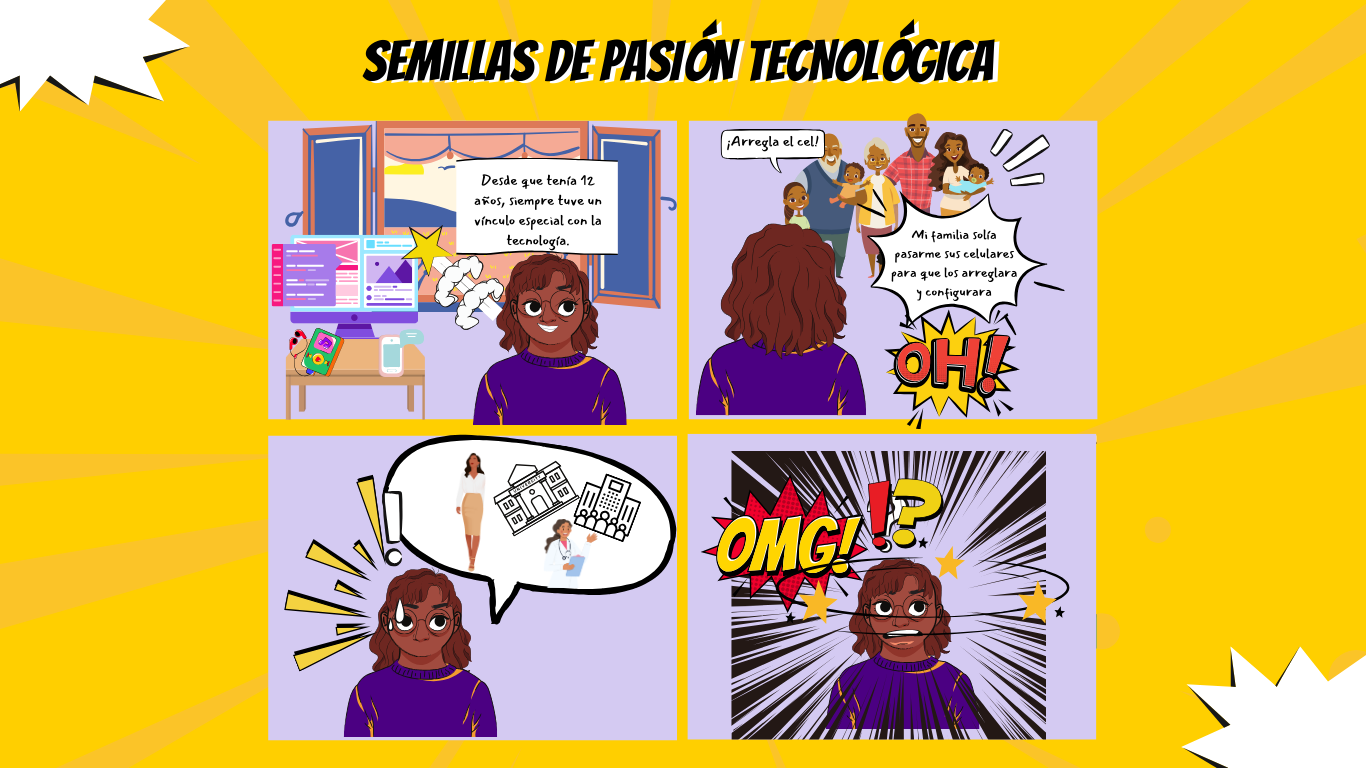 SEMILLAS DE PASIÓN TECNOLÓGICA
Desde que tenía 12
años, siempre tuve un
vínculo especial con la
tecnología.
¡Arregla el cel!
Mi familia solía
pasarme sus celulares
para que los arreglara
y configurara
OH!
!
OMG!
!?